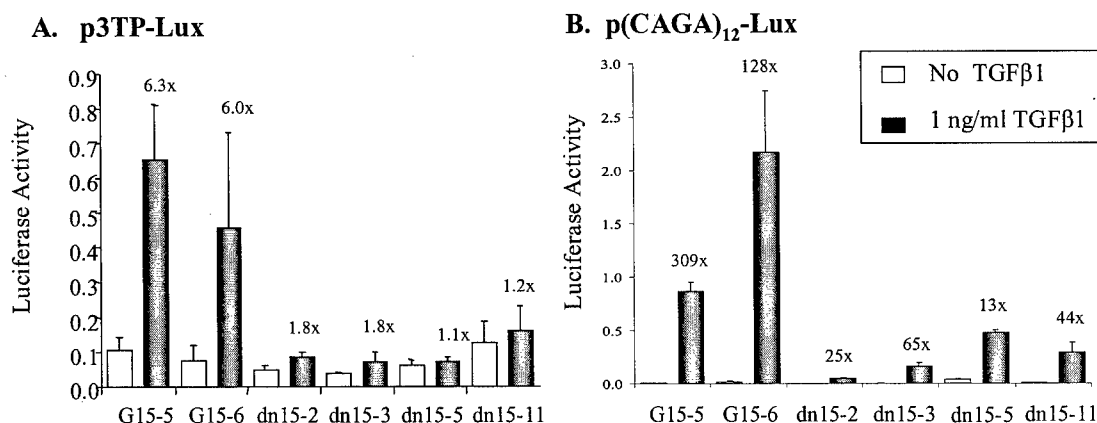 A. p3TP-Lux
Luciferase Activity
0.9
0.8
0.7
0.6
0.5
0.4
0.3
0.2
0.1
0.0
6.3x
6.0x
1.8x
1.8x
1.1x
1.2x
G15-5 G15-6 dn15-2 dn15-3 dn15-5 dn15-11
B. p(CAGA)12-Lux
Luciferase Activity
3.0
2.5
2.0
1.5
1.0
0.5
0.0
309x
128x
25x
65x
13x
44x
G15-5 G15-6 dn15-2 dn15-3 dn15-5 dn15-11
No TGFβ1
1 ng/ml TGFβ1